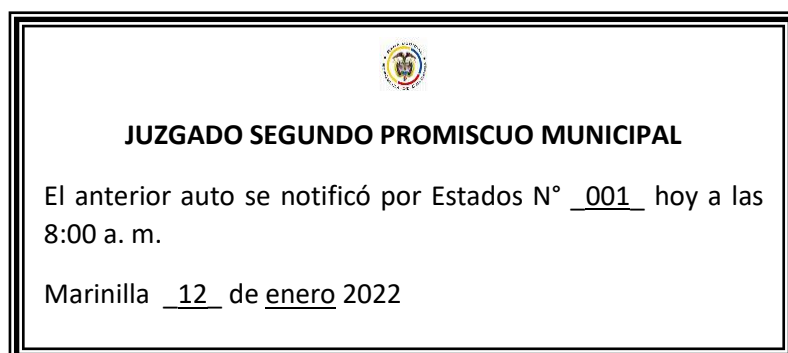 JUZGADO SEGUNDO PROMISCUO MUNICIPAL
El anterior auto se notificó por Estados N° _001_ hoy a las
8:00 a. m.
Marinilla _12_ de enero 2022